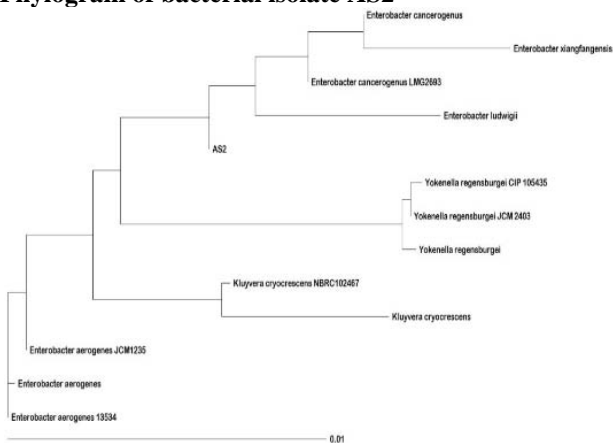 Phylogram of bacterial isolate AS2
Enterobacter cancerogenus
Enterobacter xiangfangensis
Enterobacter cancerogenus LMG2693
Enterobacter ludwigii
AS2
Yokenella regensburgei CIP 105435
Yokenella regensburgei JCM 2403
Yokenella regensburgei
Kluyvera cryocrescens NBRC102467
Kluyvera cryocrescens
Enterobacter aerogenes JCM1235
Enterobacter aerogenes
Enterobacter aerogenes 13534
0.01